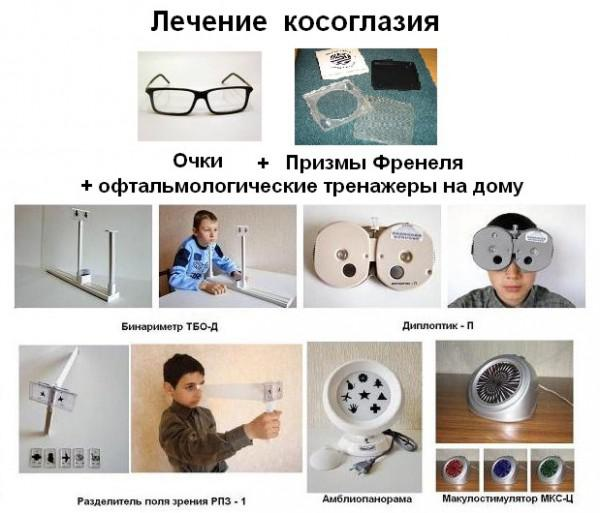 Лечение косоглазия
Очки + Призмы Френеля
+ офтальмологические тренажеры на дому
Бинариметр ТБО-Д
Диплоптик - П
Разделитель поля зрения РПЗ - 1
Амблиопанорама
Макулостимулятор МКС-Ц